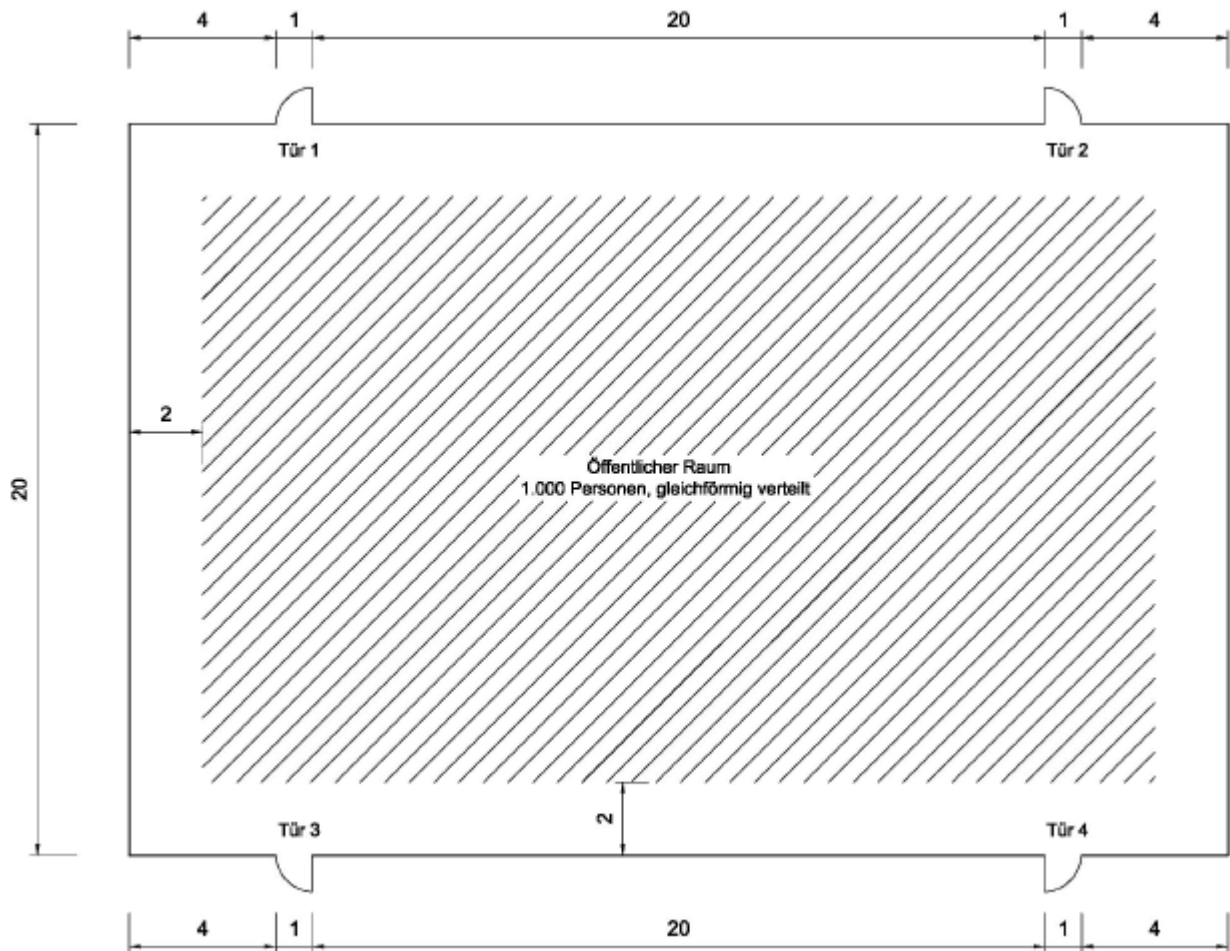 4 1 20 1 4
Tür 1 Tür 2
2
20
Öffentlicher Raum
1.000 Personen, gleichförmig verteilt
2
Tür 3 Tür 4
4 1 20 1 4